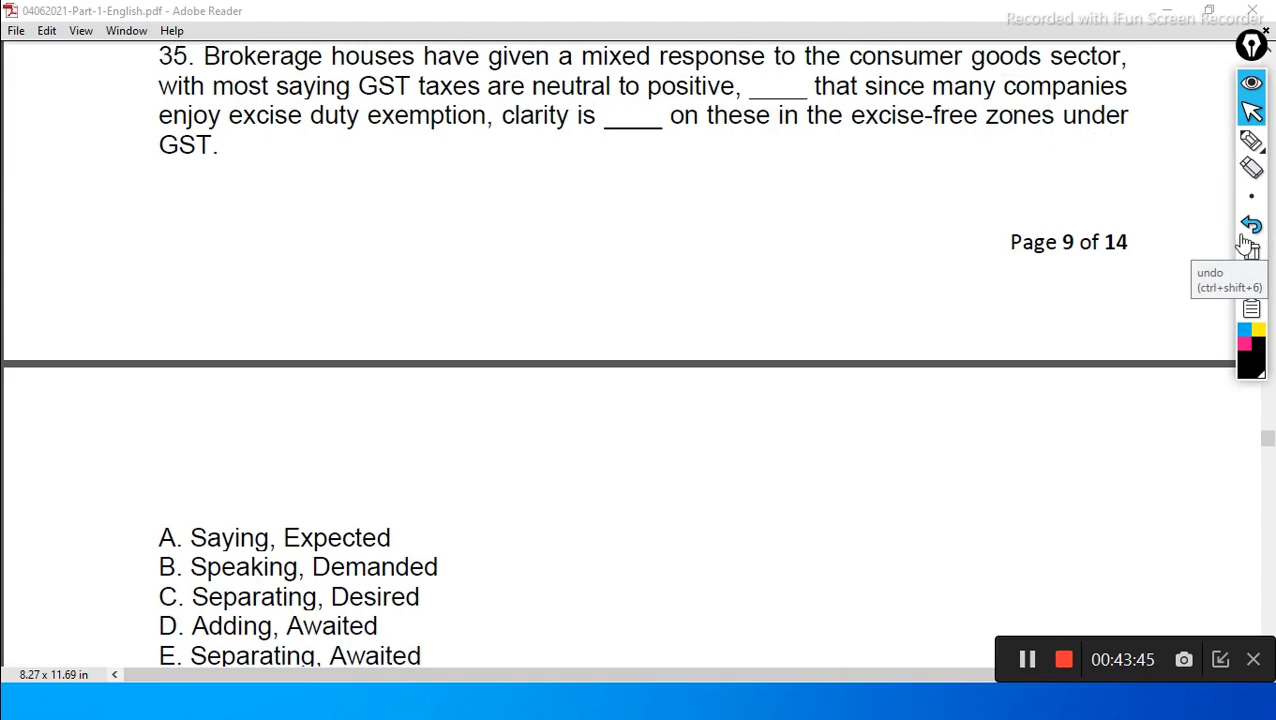 04062021-Part-1-English.pdf - Adobe Reader
Recorded with iFun Screen Recorder
File Edit View Window Help
35. Brokerage houses have given a mixed response to the consumer goods sector,
with most saying GST taxes are neutral to positive, ____ that since many companies
enjoy excise duty exemption, clarity is ____ on these in the excise-free zones under
GST.
Page 9 of 14
undo
(ctrl+shift+6)
A. Saying, Expected
B. Speaking, Demanded
C. Separating, Desired
D. Adding, Awaited
E. Separating, Awaited
8.27 x 11.69 in
00:43:45